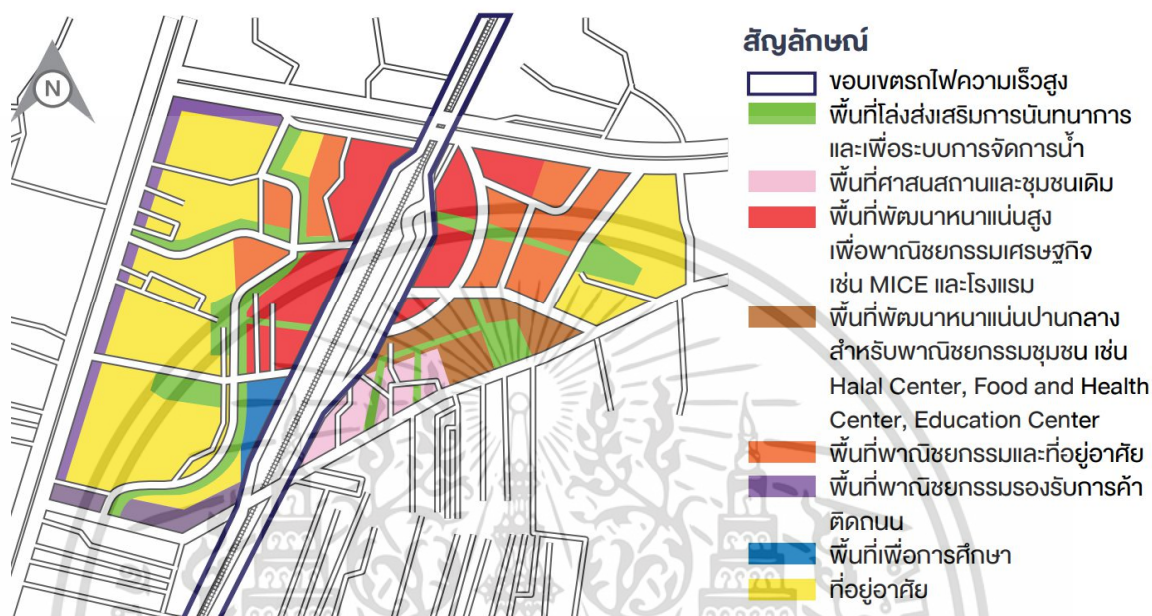 N
สัญลักษณ์
ขอบเขตรถไฟความเร็วสูง
พื้นที่โล่งส่งเสริมการนันทนาการ
และเพื่อระบบการจัดการน้ำ
พื้นที่ศาสนสถานและชุมชนเดิม
พื้นที่พัฒนาหนาแน่นสูง
เพื่อพาณิชยกรรมเศรษฐกิจ
เช่น MICE และโรงแรม
พื้นที่พัฒนาหนาแน่นปานกลาง
สำหรับพาณิชยกรรมชุมชน เช่น
Halal Center, Food and Health
Center, Education Center
พื้นที่พาณิชยกรรมและที่อยู่อาศัย
พื้นที่พาณิชยกรรมรองรับการค้า
ติดถนน
พื้นที่เพื่อการศึกษา
ที่อยู่อาศัย